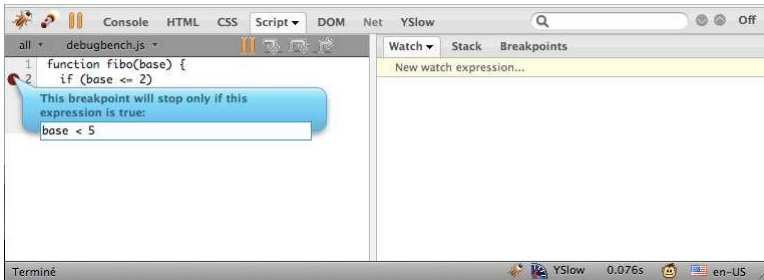 Console HTML CSS Script DOM Net YSlow Off
all debugbench.js Watch Stack Breakpoints
1 function fibo(base) { New watch expression...
2 if (base <= 2)
This breakpoint will stop only if this
expression is true:
base < 5
Terminé YSlow 0.076s en-US